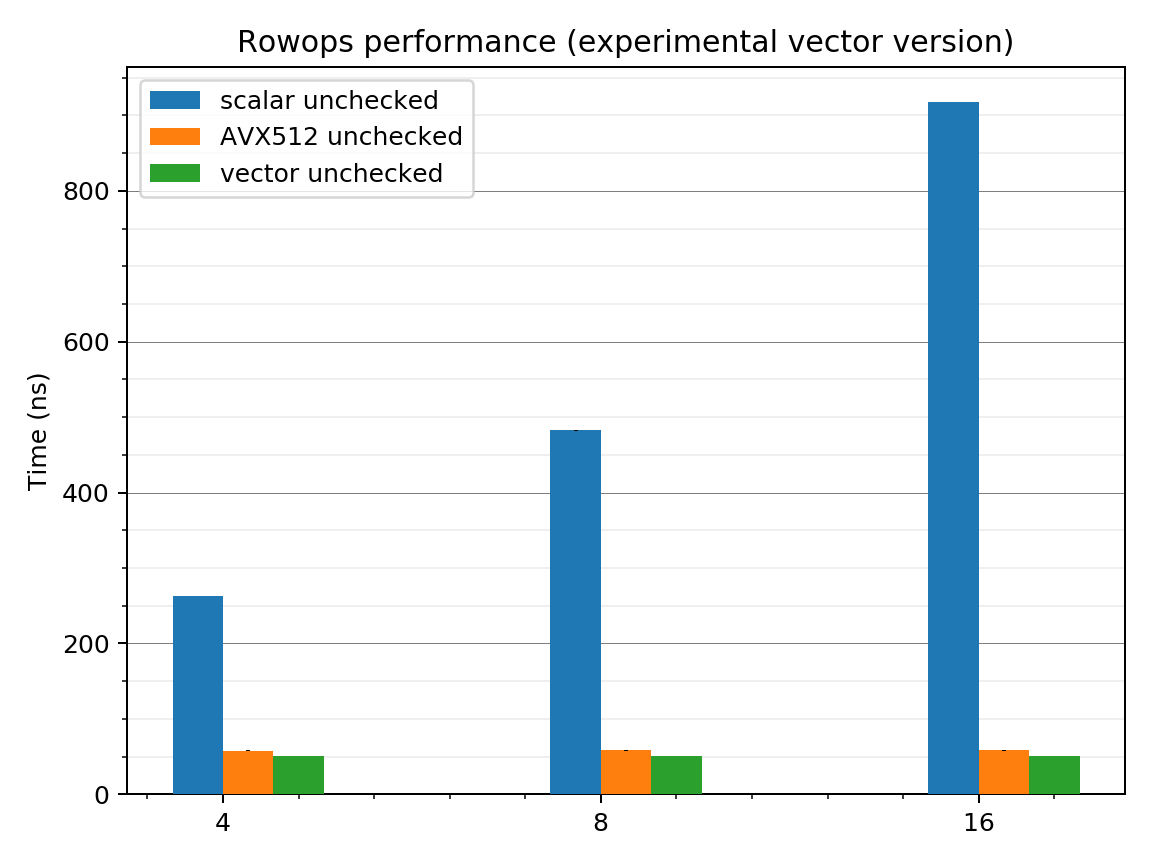 Rowops performance (experimental vector version)
scalar unchecked
AVX512 unchecked
vector unchecked
Time (ns)
800
600
400
200
0
4
8
16